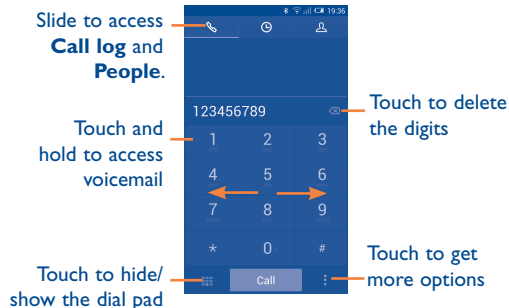 Slide to access
Call log and
People.
19:36
123456789
Touch to delete
the digits
Touch and
hold to access
voicemail
1 2 3
4 5 6
7 8 9
* 0 #
Call
Touch to get
more options
Touch to hide/
show the dial pad